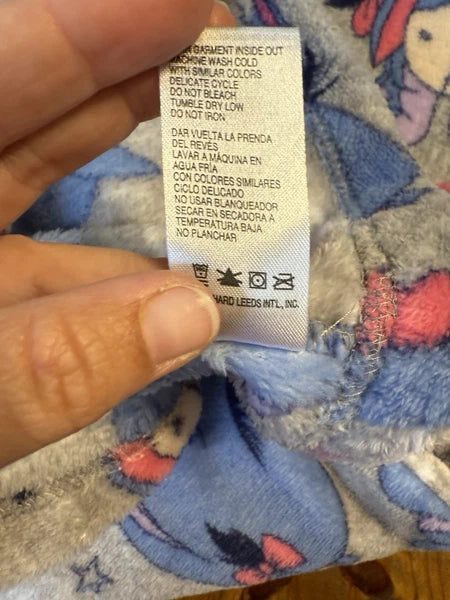 GARMENT INSIDE OUT
MACHINE WASH COLD
WITH SIMILAR COLORS
DELICATE CYCLE
DO NOT BLEACH
TUMBLE DRY LOW
DO NOT IRON
DAR VUELTA LA PRENDA
DEL REVÉS
LAVAR A MÁQUINA EN
AGUA FRÍA
CON COLORES SIMILARES
CICLO DELICADO
NO USAR BLANQUEADOR
SECAR EN SECADORA A
TEMPERATURA BAJA
NO PLANCHAR
HARD LEEDS INT'L, INC.